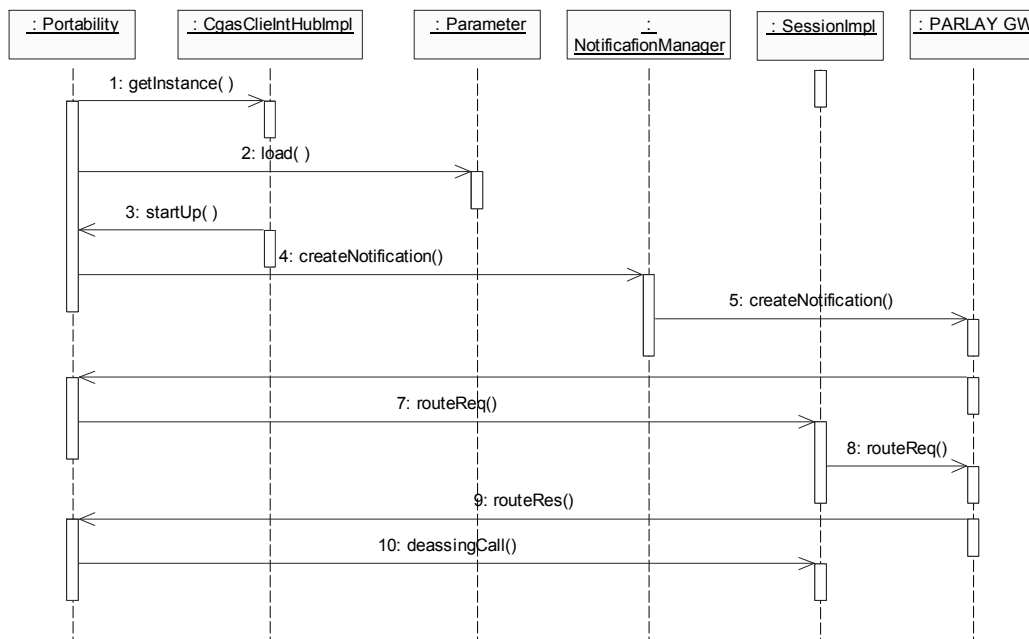 : Portability
: CgasClieIntHubImpl
: Parameter
:
NotificationManager
: SessionImpl
: PARLAY GW
1: getInstance( )
2: load( )
3: startUp( )
4: createNotification()
5: createNotification()
7: routeReq()
8: routeReq()
9: routeRes()
10: deassingCall()